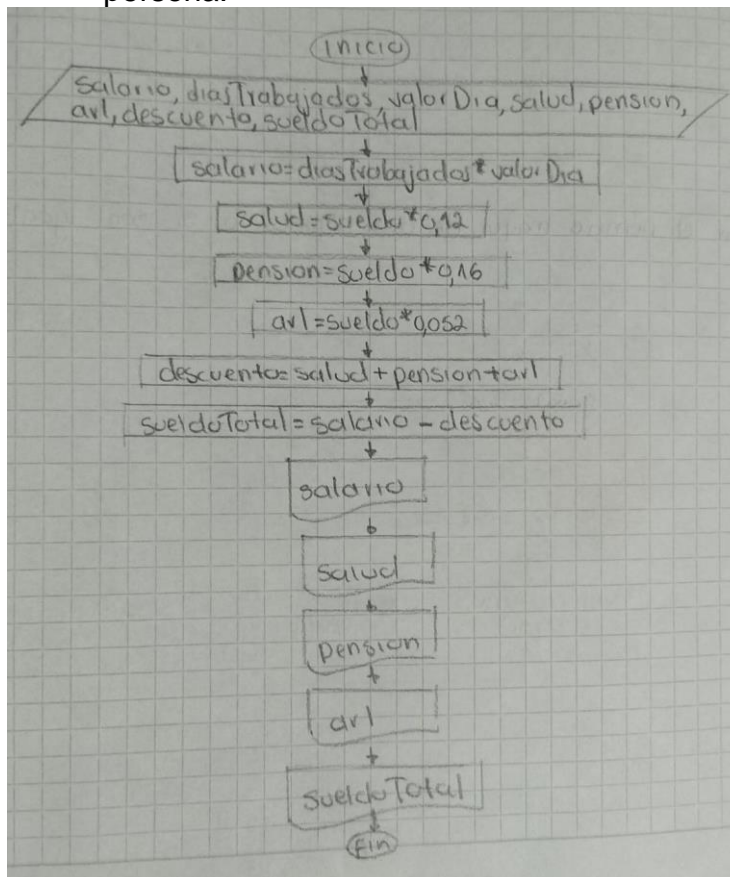 personal
Inicio
salario, diasTrabajados, valorDia, salud, pension,
arl, descuento, sueldoTotal
salario=diasTrabajados*valorDia
salud=sueldo*0,12
pension=sueldo*0,16
arl=sueldo*0,052
descuento=salud+pension+arl
sueldoTotal=salario-descuento
salario
salud
pension
arl
sueldoTotal
Fin